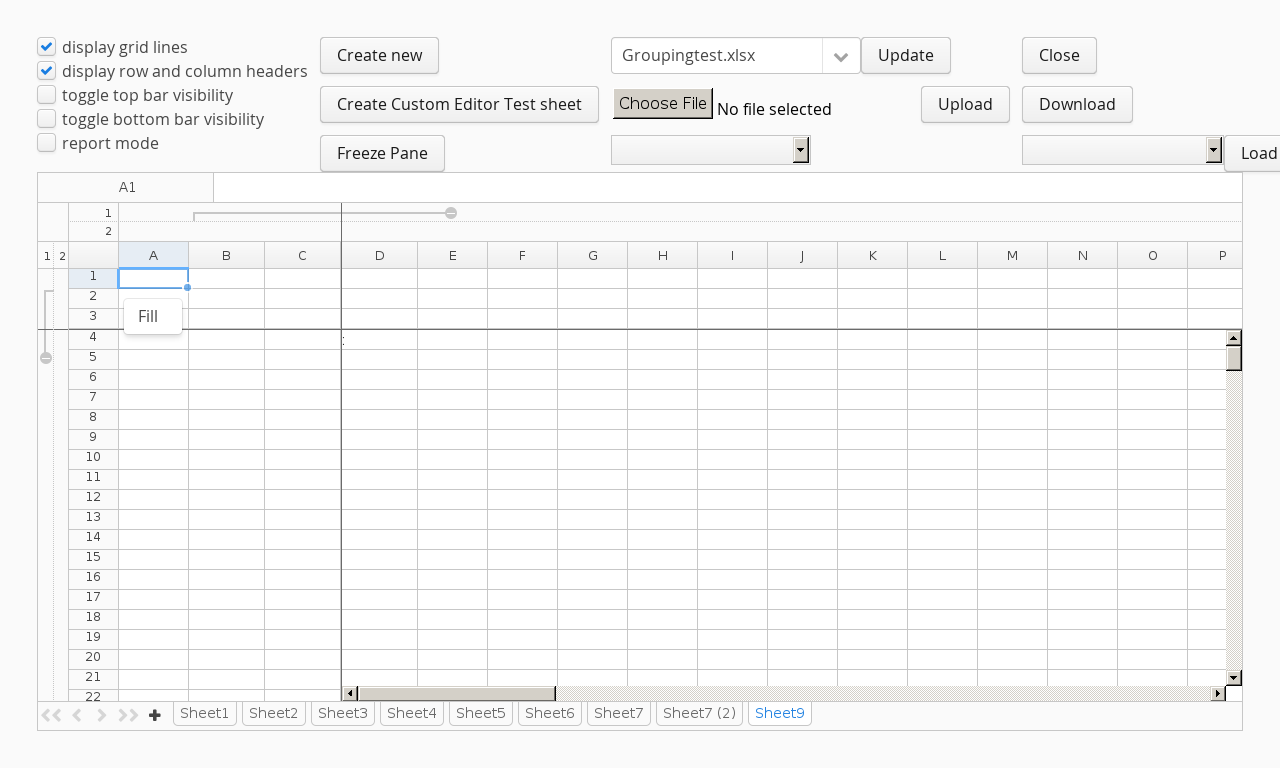 display grid lines
display row and column headers
toggle top bar visibility
toggle bottom bar visibility
report mode
Create new
Groupingtest.xlsx
Update
Close
Create Custom Editor Test sheet
Choose File No file selected
Upload
Download
Freeze Pane
Load
A1
1
2
1 2
A B C D E F G H I J K L M N O P
1
2
3
Fill
4 :
5
6
7
8
9
10
11
12
13
14
15
16
17
18
19
20
21
22
Sheet1 Sheet2 Sheet3 Sheet4 Sheet5 Sheet6 Sheet7 Sheet7 (2) Sheet9